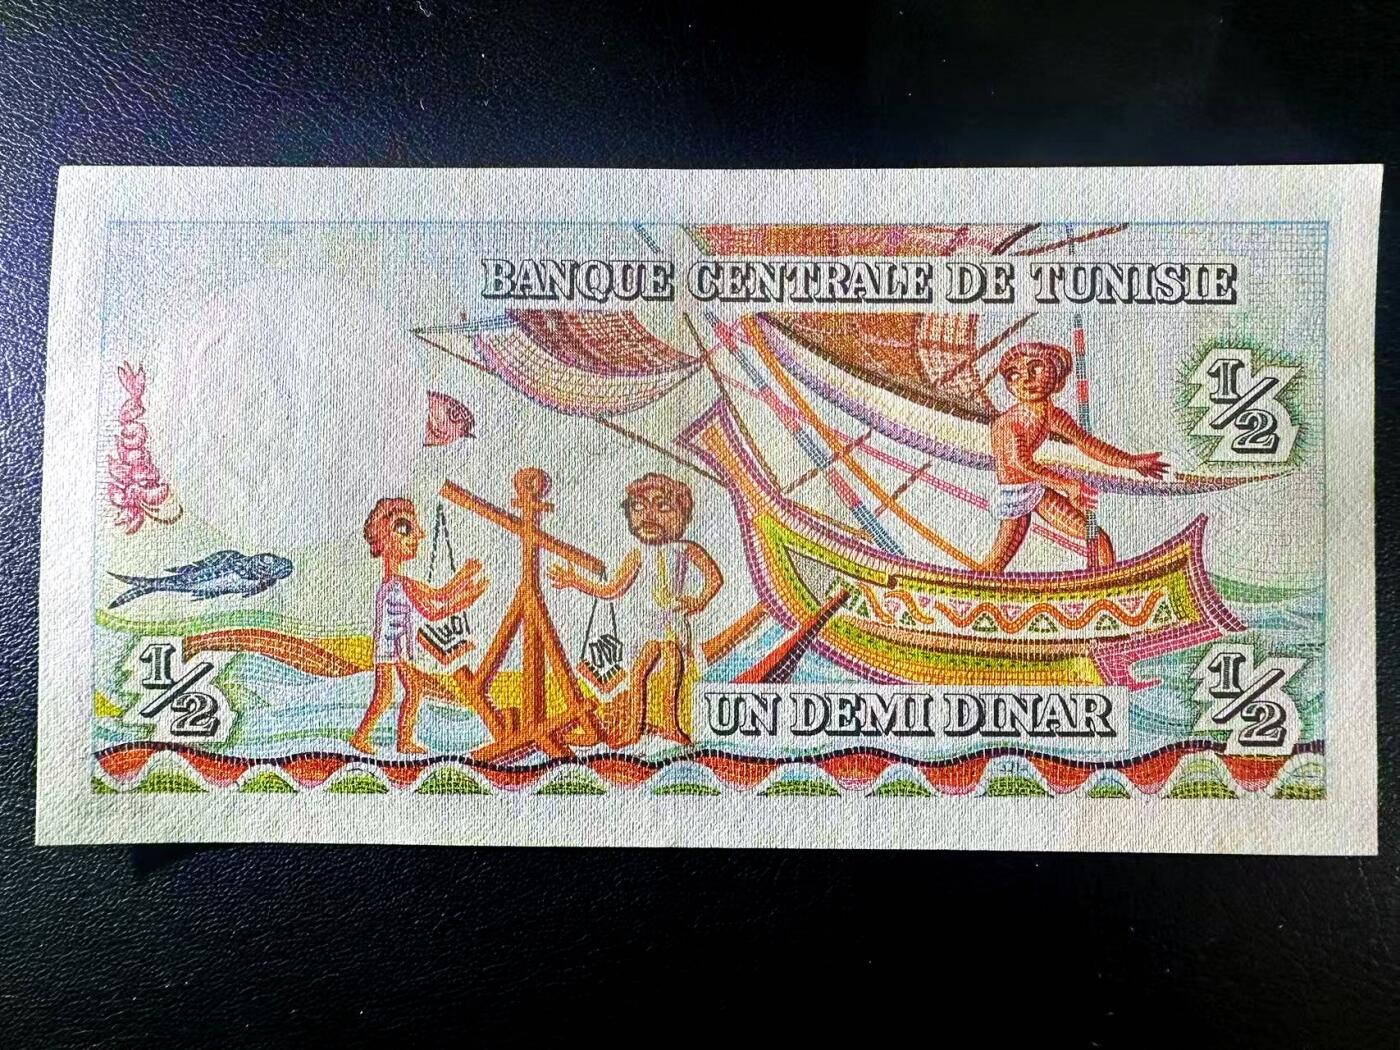 BANQUE CENTRALE DE TUNISIE
1/2
1/2
UN DEMI DINAR
1/2